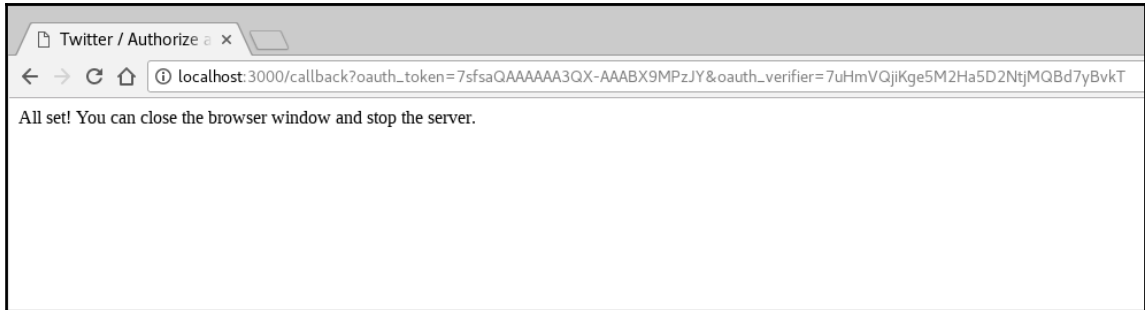 Twitter / Authorize a
localhost:3000/callback?oauth_token=7sfsaQAAAAAA3QX-AAABX9MPzJY&oauth_verifier=7uHmVQjiKge5M2Ha5D2NtjMQBd7yBvkT
All set! You can close the browser window and stop the server.